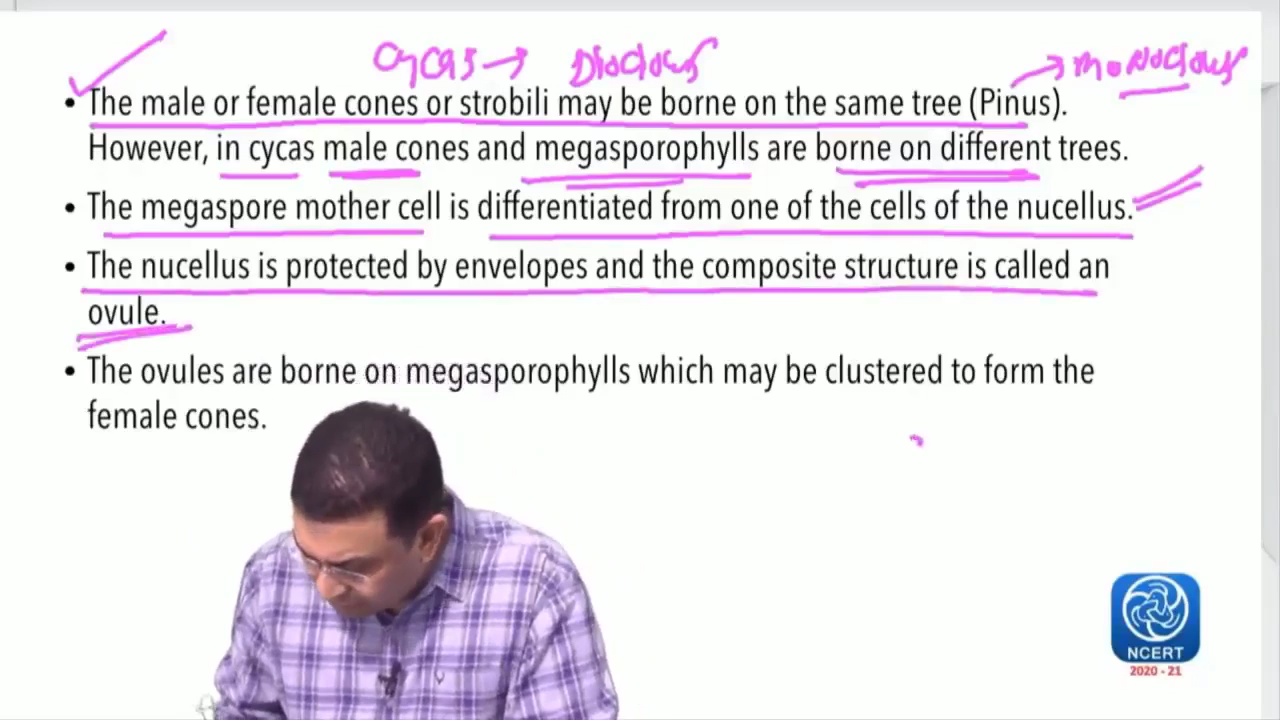 Cycas → Dioclous
→ monoclous
• The male or female cones or strobili may be borne on the same tree (Pinus).
However, in cycas male cones and megasporophylls are borne on different trees.
• The megaspore mother cell is differentiated from one of the cells of the nucellus.
• The nucellus is protected by envelopes and the composite structure is called an
ovule.
• The ovules are borne on megasporophylls which may be clustered to form the
female cones.
NCERT
2020 - 21